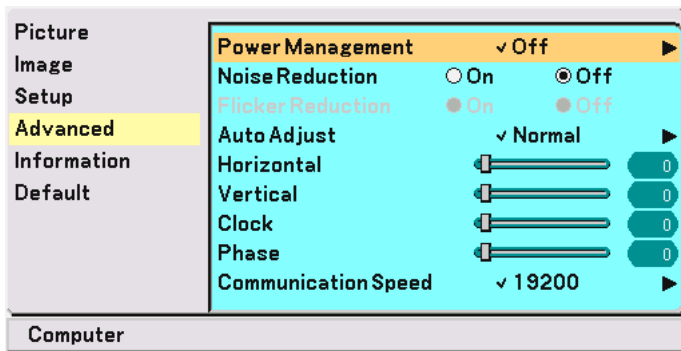 Picture
Image
Setup
Advanced
Information
Default
Power Management ✓ Off ▶
Noise Reduction ○ On ◉ Off
Flicker Reduction ● On ● Off
Auto Adjust ✓ Normal ▶
Horizontal 0
Vertical 0
Clock 0
Phase 0
Communication Speed ✓ 19200 ▶
Computer